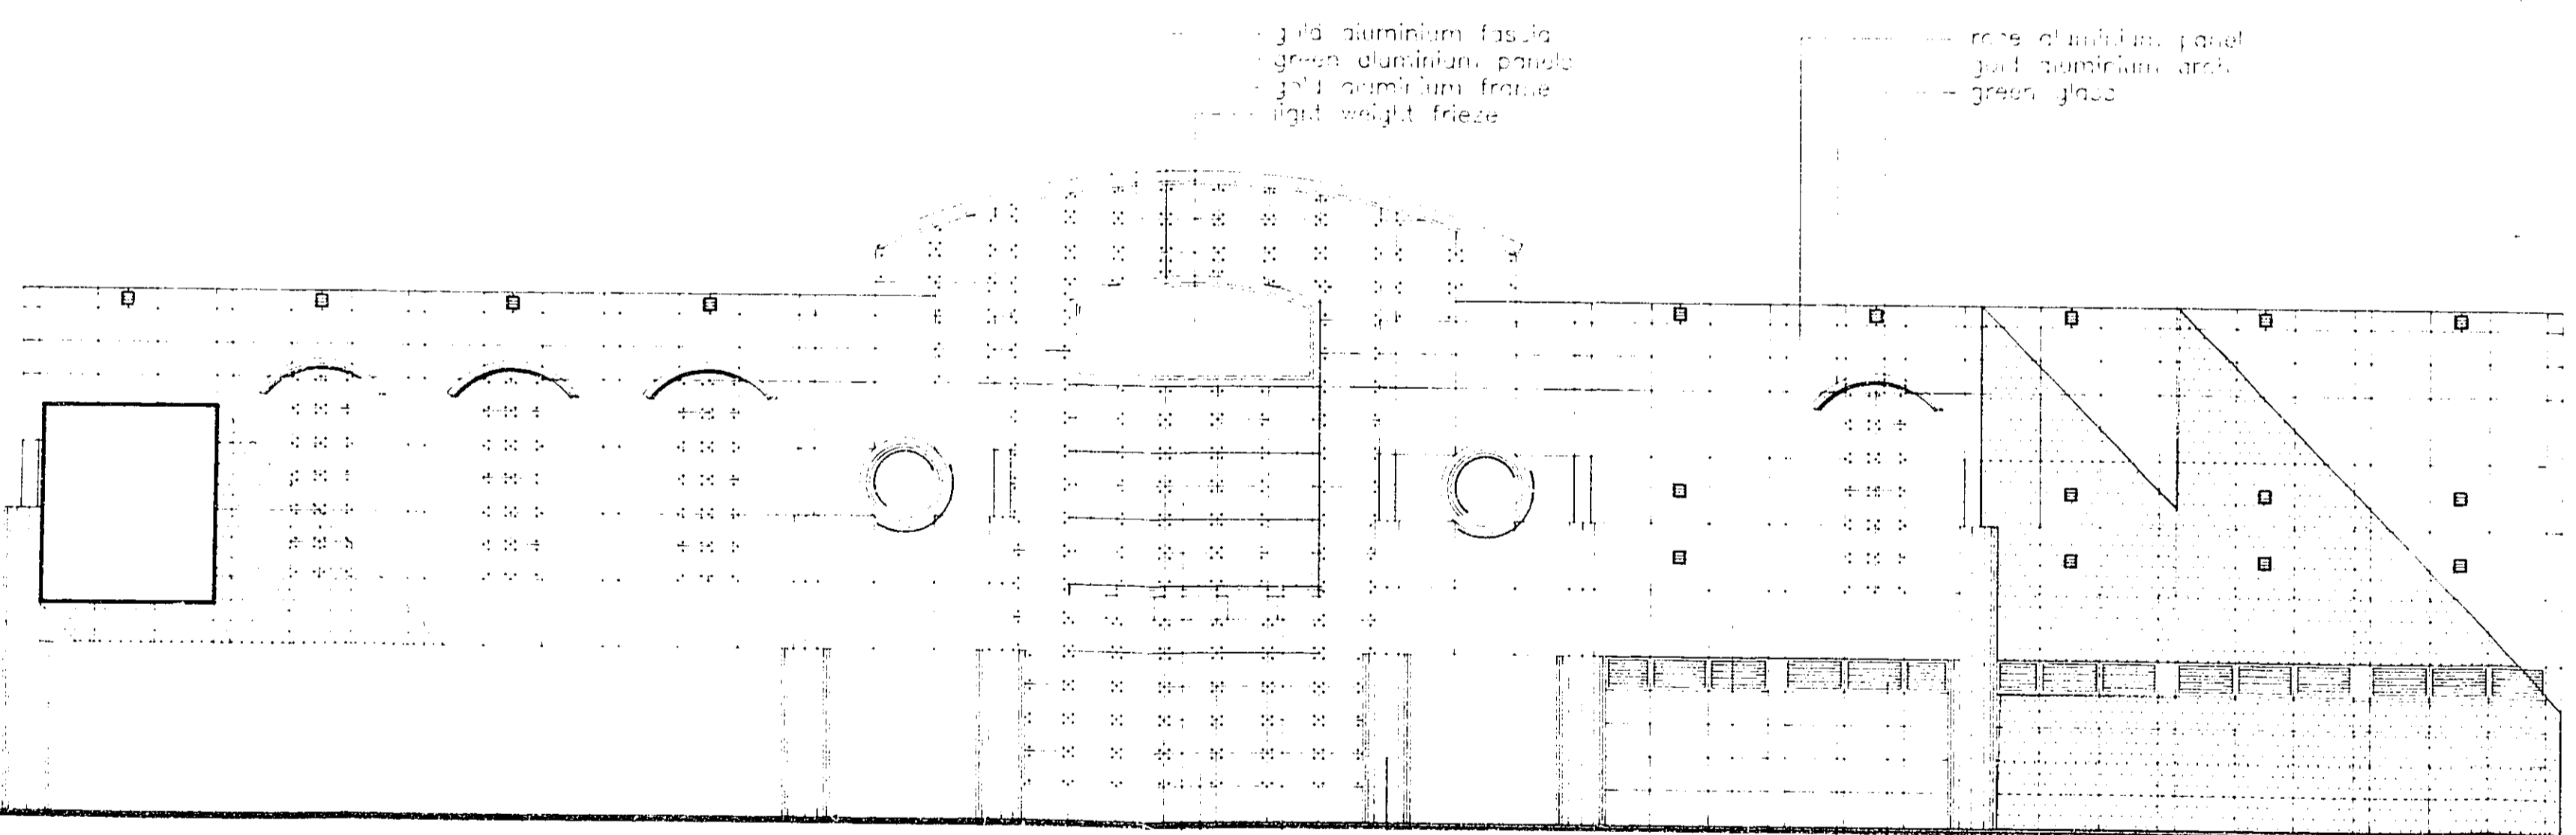 gold aluminium fascia
green aluminium panels
gold aluminium frame
light weight frieze
rose aluminium panel
gold aluminium arch
green glass